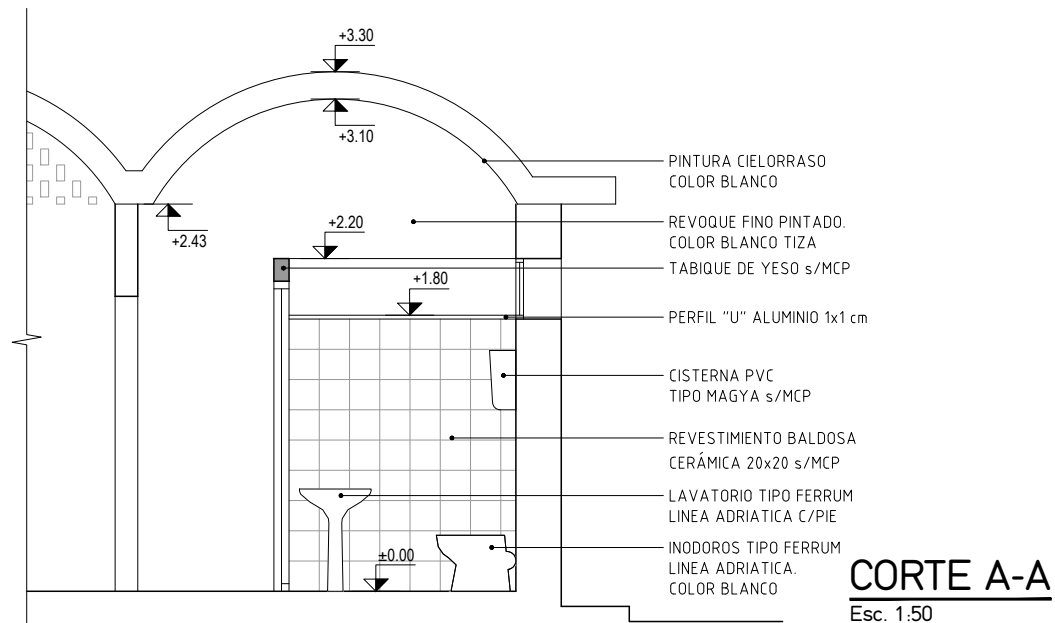 +3.30
+3.10
+2.43
+2.20
+1.80
±0.00
PINTURA CIELORRASO
COLOR BLANCO
REVOQUE FINO PINTADO.
COLOR BLANCO TIZA
TABIQUE DE YESO s/MCP
PERFIL "U" ALUMINIO 1x1 cm
CISTERNA PVC
TIPO MAGYA s/MCP
REVESTIMIENTO BALDOSA
CERÁMICA 20x20 s/MCP
LAVATORIO TIPO FERRUM
LINEA ADRIATICA C/PIE
INODOROS TIPO FERRUM
LINEA ADRIATICA.
COLOR BLANCO
CORTE A-A
Esc. 1:50